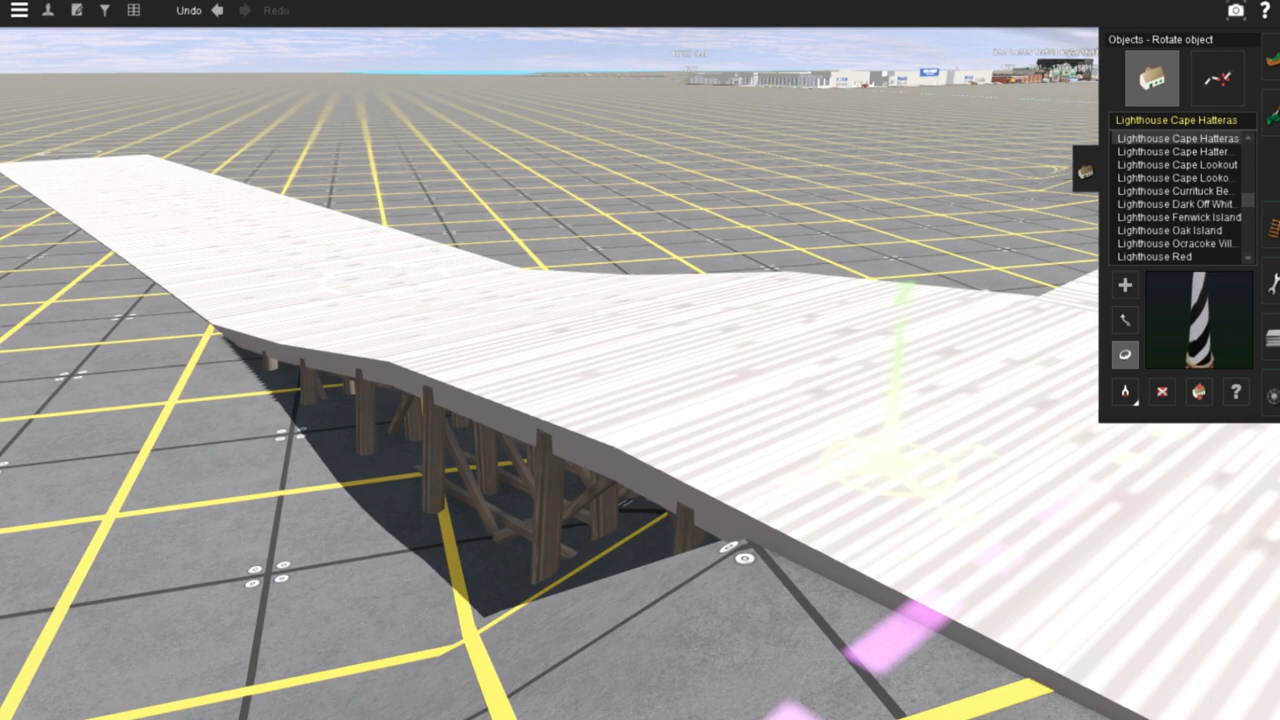 Undo
Redo
?
Objects - Rotate object
Lighthouse Cape Hatteras
Lighthouse Cape Hatteras
Lighthouse Cape Hatter...
Lighthouse Cape Lookout
Lighthouse Cape Looko...
Lighthouse Currituck Be...
Lighthouse Dark Off Whit...
Lighthouse Fenwick Island
Lighthouse Oak Island
Lighthouse Ocracoke Vill...
Lighthouse Red
?